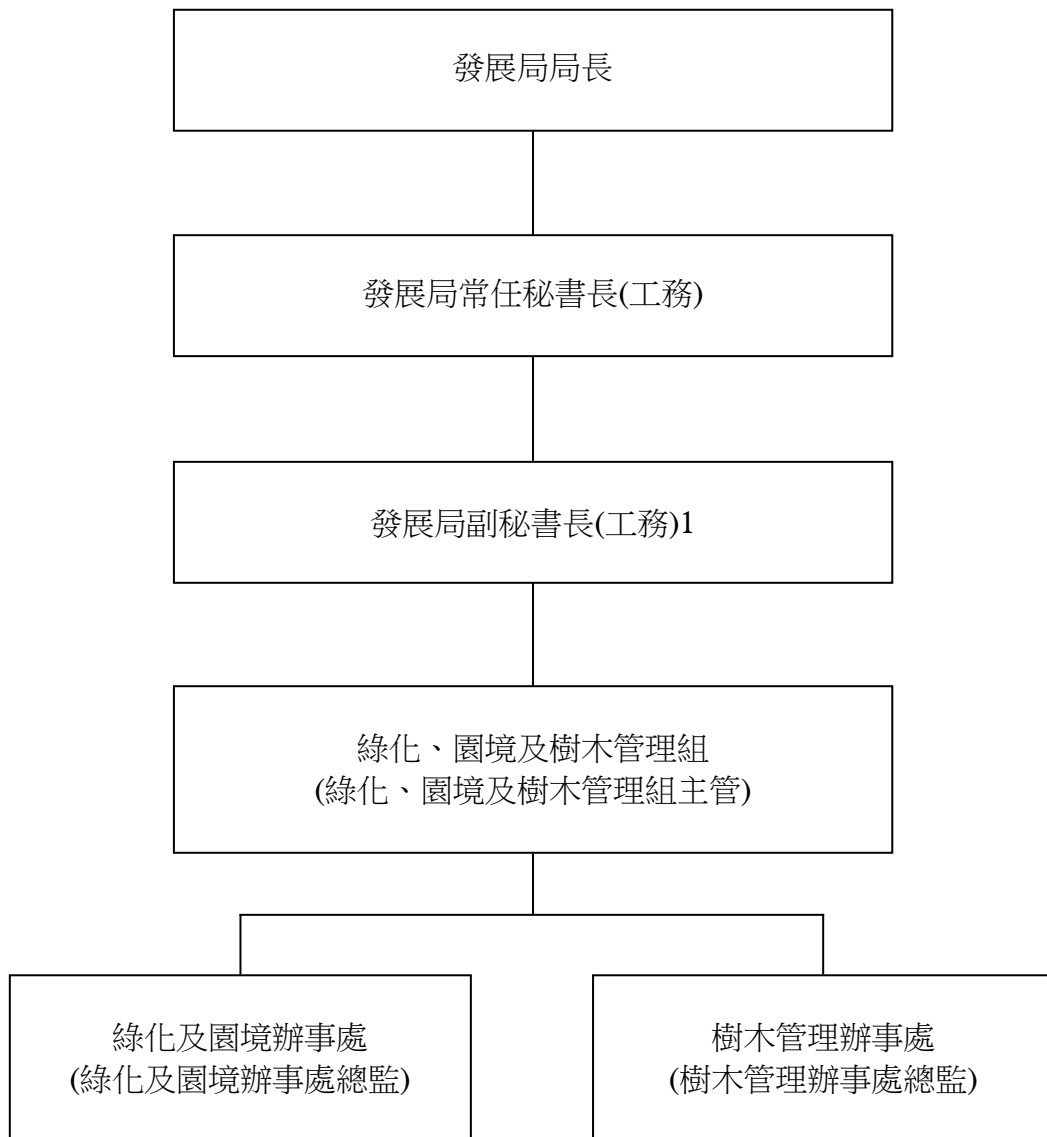 發展局局長
發展局常任秘書長(工務)
發展局副秘書長(工務)1
綠化、園境及樹木管理組
(綠化、園境及樹木管理組主管)
綠化及園境辦事處
(綠化及園境辦事處總監)
樹木管理辦事處
(樹木管理辦事處總監)